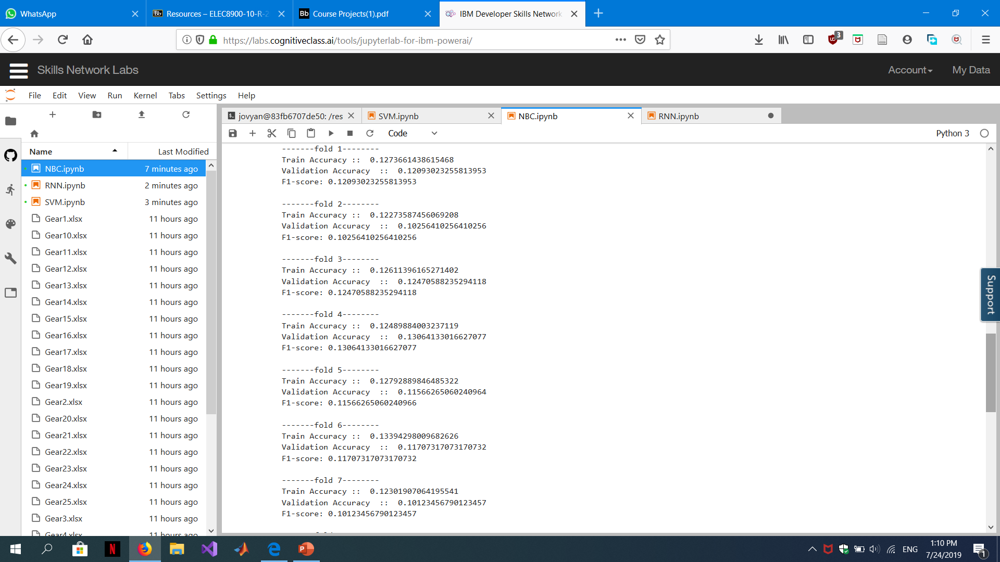 WhatsApp
Bb Resources – ELEC8900-10-R-2
Bb Course Projects(1).pdf
IBM Developer Skills Network
https://labs.cognitiveclass.ai/tools/jupyterlab-for-ibm-powerai/
3
Skills Network Labs
Account
My Data
File Edit View Run Kernel Tabs Settings Help
jovyan@83fb6707de50: /res
SVM.ipynb
NBC.ipynb
RNN.ipynb
Code
Python 3
Name Last Modified
NBC.ipynb 7 minutes ago
RNN.ipynb 2 minutes ago
SVM.ipynb 3 minutes ago
Gear1.xlsx 11 hours ago
Gear10.xlsx 11 hours ago
Gear11.xlsx 11 hours ago
Gear12.xlsx 11 hours ago
Gear13.xlsx 11 hours ago
Gear14.xlsx 11 hours ago
Gear15.xlsx 11 hours ago
Gear16.xlsx 11 hours ago
Gear17.xlsx 11 hours ago
Gear18.xlsx 11 hours ago
Gear19.xlsx 11 hours ago
Gear2.xlsx 11 hours ago
Gear20.xlsx 11 hours ago
Gear21.xlsx 11 hours ago
Gear22.xlsx 11 hours ago
Gear23.xlsx 11 hours ago
Gear24.xlsx 11 hours ago
Gear25.xlsx 11 hours ago
Gear3.xlsx 11 hours ago
Gear4.xlsx 11 hours ago
-------fold 1--------
Train Accuracy ::  0.1273661438615468
Validation Accuracy  ::  0.12093023255813953
F1-score: 0.12093023255813953
-------fold 2--------
Train Accuracy ::  0.12273587456069208
Validation Accuracy  ::  0.10256410256410256
F1-score: 0.10256410256410256
-------fold 3--------
Train Accuracy ::  0.12611396165271402
Validation Accuracy  ::  0.12470588235294118
F1-score: 0.12470588235294118
-------fold 4--------
Train Accuracy ::  0.12489884003237119
Validation Accuracy  ::  0.13064133016627077
F1-score: 0.13064133016627077
-------fold 5--------
Train Accuracy ::  0.12792889846485322
Validation Accuracy  ::  0.11566265060240964
F1-score: 0.11566265060240966
-------fold 6--------
Train Accuracy ::  0.13394298009682626
Validation Accuracy  ::  0.11707317073170732
F1-score: 0.11707317073170732
-------fold 7--------
Train Accuracy ::  0.12301907064195541
Validation Accuracy  ::  0.10123456790123457
F1-score: 0.10123456790123457
Support
ENG
1:10 PM
7/24/2019
1